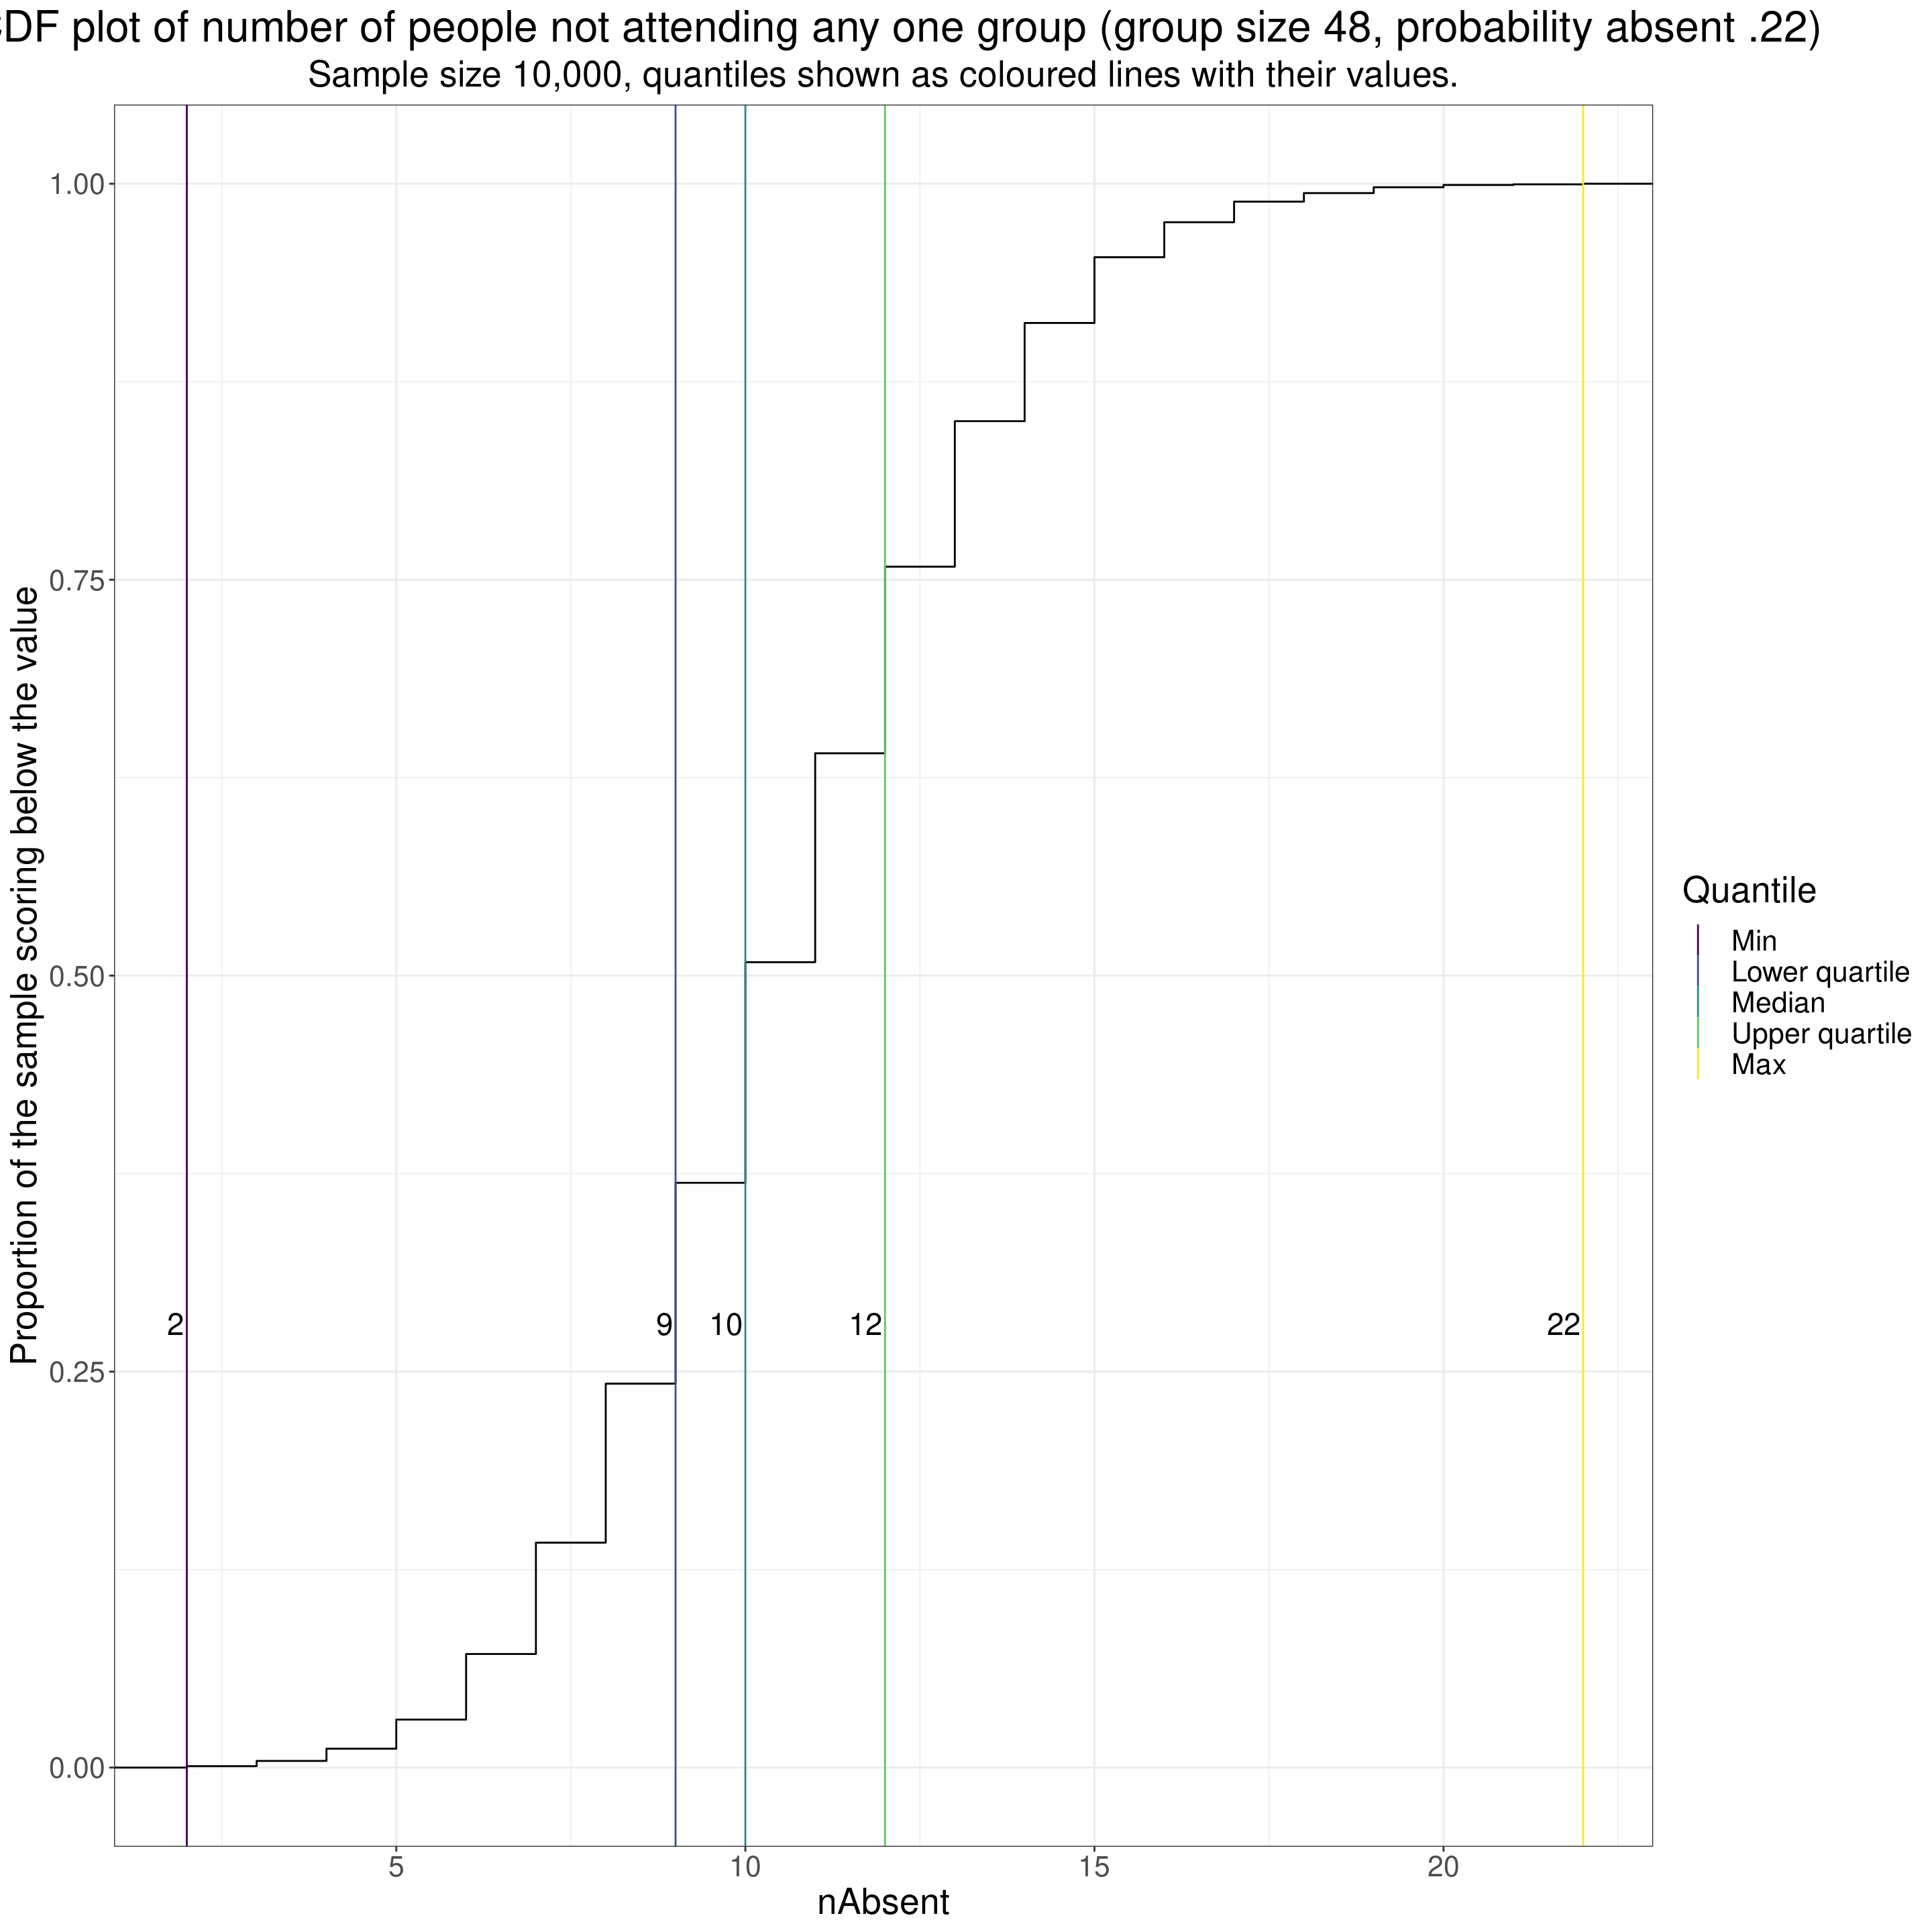 DF plot of number of people not attending any one group (group size 48, probability absent .22)
Sample size 10,000, quantiles shown as coloured lines with their values.
Proportion of the sample scoring below the value
1.00
0.75
0.50
0.25
0.00
2
9
10
12
22
5
10
15
20
nAbsent
Quantile
Min
Lower quartile
Median
Upper quartile
Max